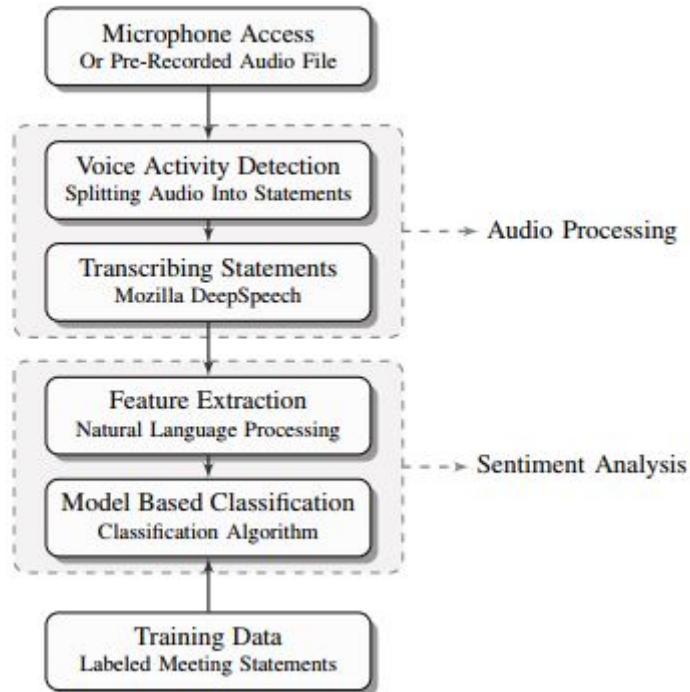 Microphone Access
Or Pre-Recorded Audio File
Voice Activity Detection
Splitting Audio Into Statements
Audio Processing
Transcribing Statements
Mozilla DeepSpeech
Feature Extraction
Natural Language Processing
Sentiment Analysis
Model Based Classification
Classification Algorithm
Training Data
Labeled Meeting Statements